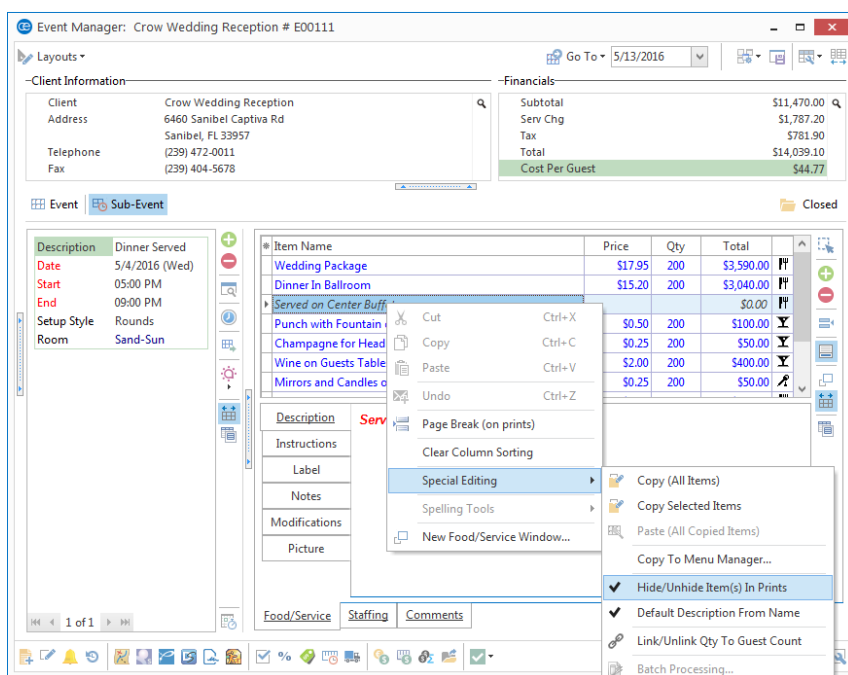 Event Manager: Crow Wedding Reception # E00111
Layouts
Go To 5/13/2016
Client Information
Client Crow Wedding Reception
Address 6460 Sanibel Captiva Rd
Sanibel, FL 33957
Telephone (239) 472-0011
Fax (239) 404-5678
Financials
Subtotal $11,470.00
Serv Chg $1,787.20
Tax $781.90
Total $14,039.10
Cost Per Guest $44.77
Event Sub-Event Closed
Description Dinner Served
Date 5/4/2016 (Wed)
Start 05:00 PM
End 09:00 PM
Setup Style Rounds
Room Sand-Sun
1 of 1
Item Name Price Qty Total
Wedding Package $17.95 200 $3,590.00
Dinner In Ballroom $15.20 200 $3,040.00
Served on Center Buff $0.00
Punch with Fountain $0.50 200 $100.00
Champagne for Head $0.25 200 $50.00
Wine on Guests Table $2.00 200 $400.00
Mirrors and Candles $0.25 200 $50.00
Description
Instructions
Label
Notes
Modifications
Picture
Serv
Cut Ctrl+X
Copy Ctrl+C
Paste Ctrl+V
Undo Ctrl+Z
Page Break (on prints)
Clear Column Sorting
Special Editing
Spelling Tools
New Food/Service Window...
Copy (All Items)
Copy Selected Items
Paste (All Copied Items)
Copy To Menu Manager...
Hide/Unhide Item(s) In Prints
Default Description From Name
Link/Unlink Qty To Guest Count
Batch Processing...
Food/Service Staffing Comments